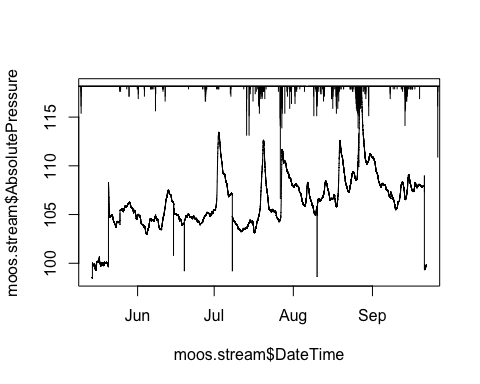 moos.stream$AbsolutePressure
115
110
105
100
Jun Jul Aug Sep
moos.stream$DateTime